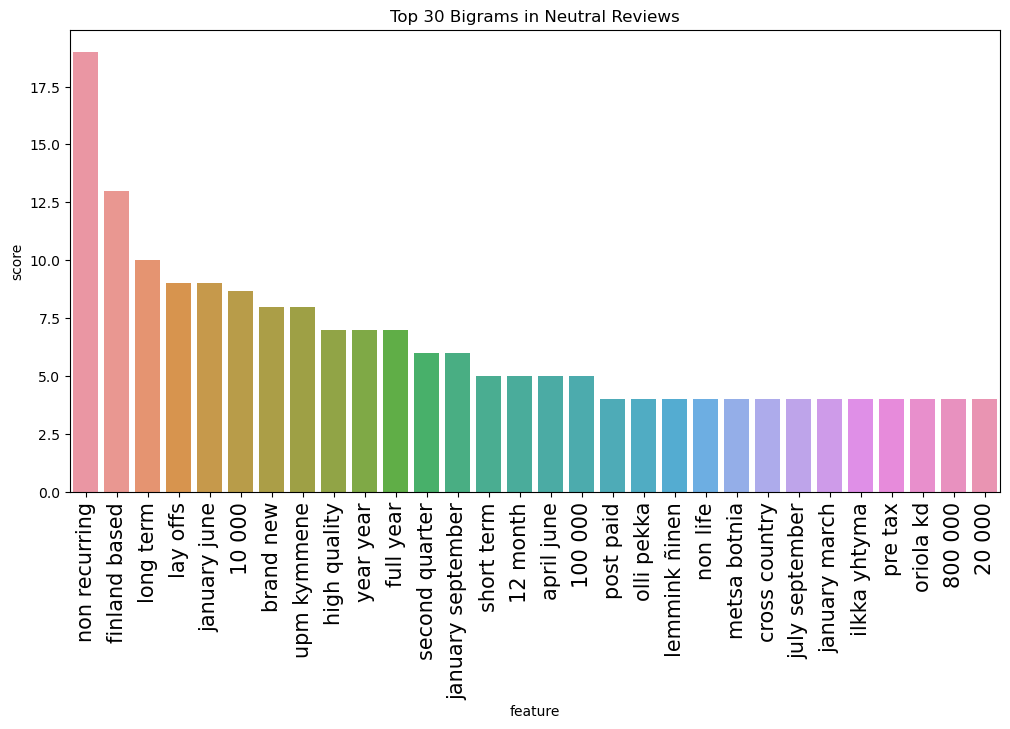 Top 30 Bigrams in Neutral Reviews
score
17.5
15.0
12.5
10.0
7.5
5.0
2.5
0.0
non recurring
finland based
long term
lay offs
january june
10 000
brand new
upm kymmene
high quality
year year
full year
second quarter
january september
short term
12 month
april june
100 000
post paid
olli pekka
lemmink ñinen
non life
metsa botnia
cross country
july september
january march
ilkka yhtyma
pre tax
oriola kd
800 000
20 000
feature